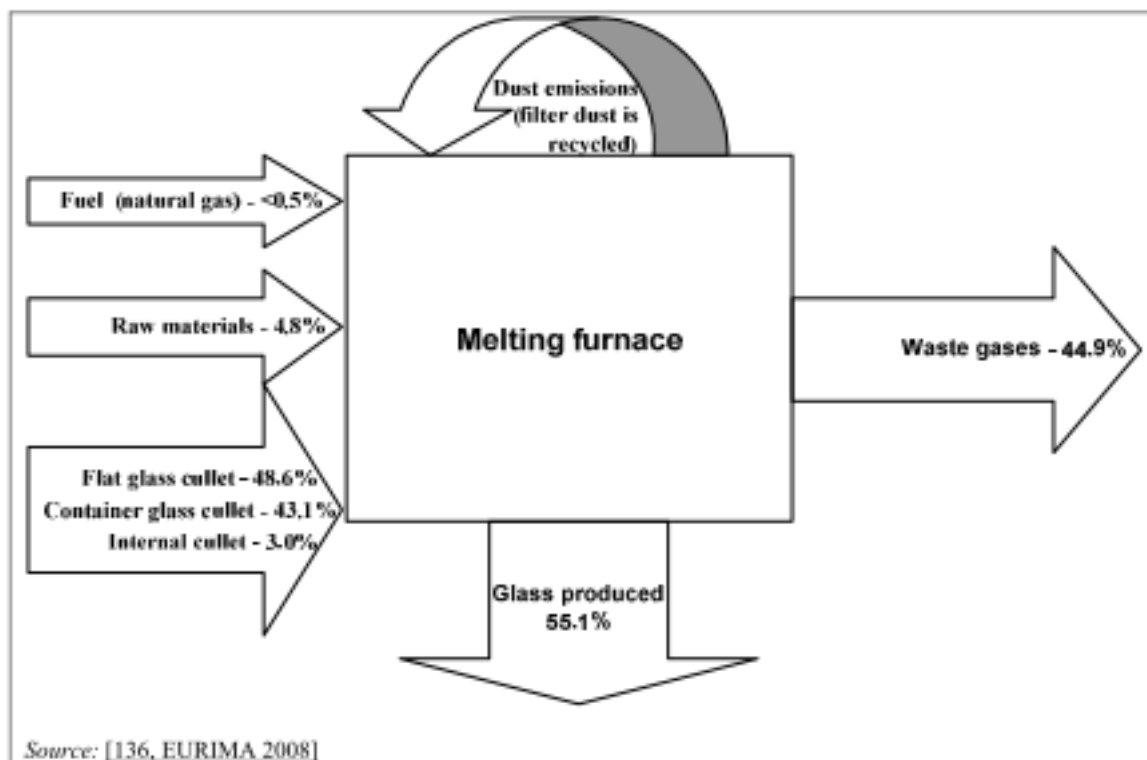 Dust emissions
(filter dust is
recycled)
Fuel (natural gas) - <0,5%
Raw materials - 4,8%
Melting furnace
Waste gases - 44.9%
Flat glass cullet - 48.6%
Container glass cullet - 43,1%
Internal cullet - 3.0%
Glass produced
55.1%
Source: [136, EURIMA 2008]